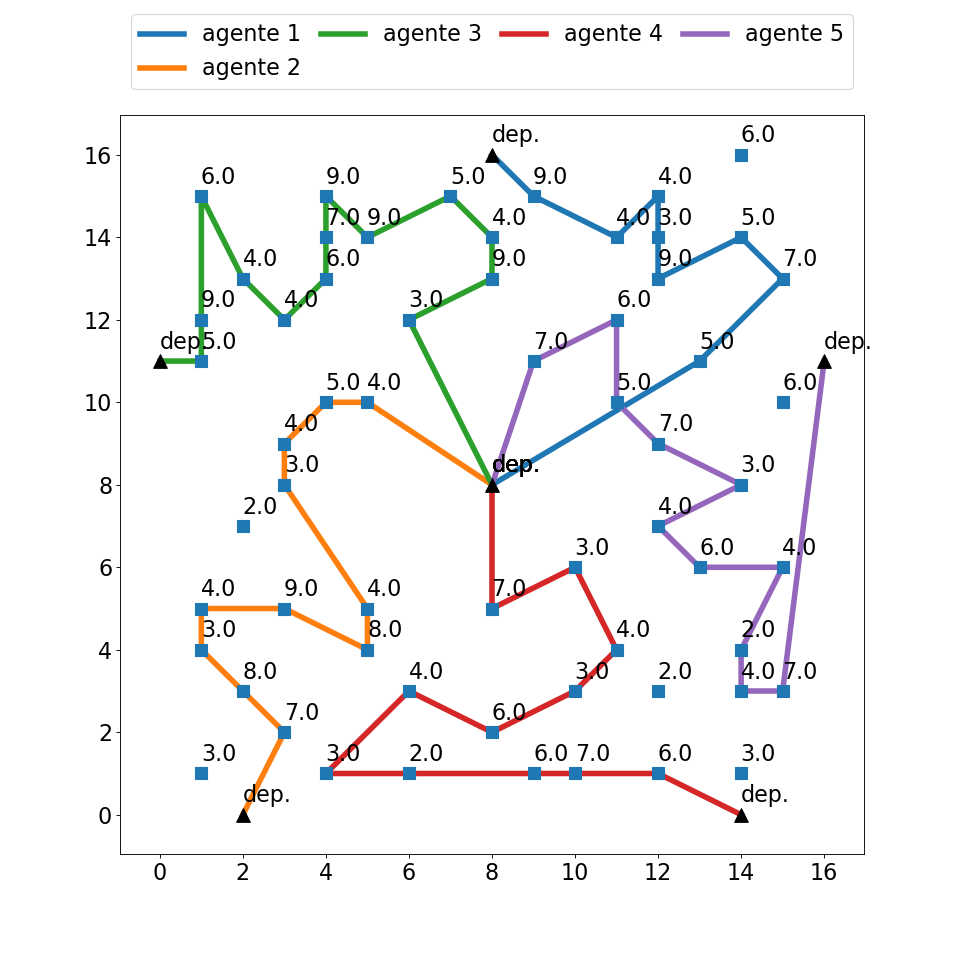 agente 1 agente 3 agente 4 agente 5
agente 2
dep. 6.0
16
6.0 9.0 5.0 9.0 4.0
7.0 9.0 4.0 4.0 3.0 5.0
14
4.0 6.0 9.0 9.0 7.0
9.0 4.0 3.0 6.0
12
dep. 5.0 7.0 5.0 dep.
5.0 4.0 5.0 6.0
10
4.0 7.0
3.0 dep. dep. 3.0
8
2.0 4.0
3.0 6.0 4.0
6
4.0 9.0 4.0 7.0
3.0 8.0 4.0 2.0
4
8.0 4.0 3.0 2.0 4.0 7.0
7.0 6.0
2
3.0 3.0 2.0 6.0 7.0 6.0 3.0
dep. dep.
0
0 2 4 6 8 10 12 14 16